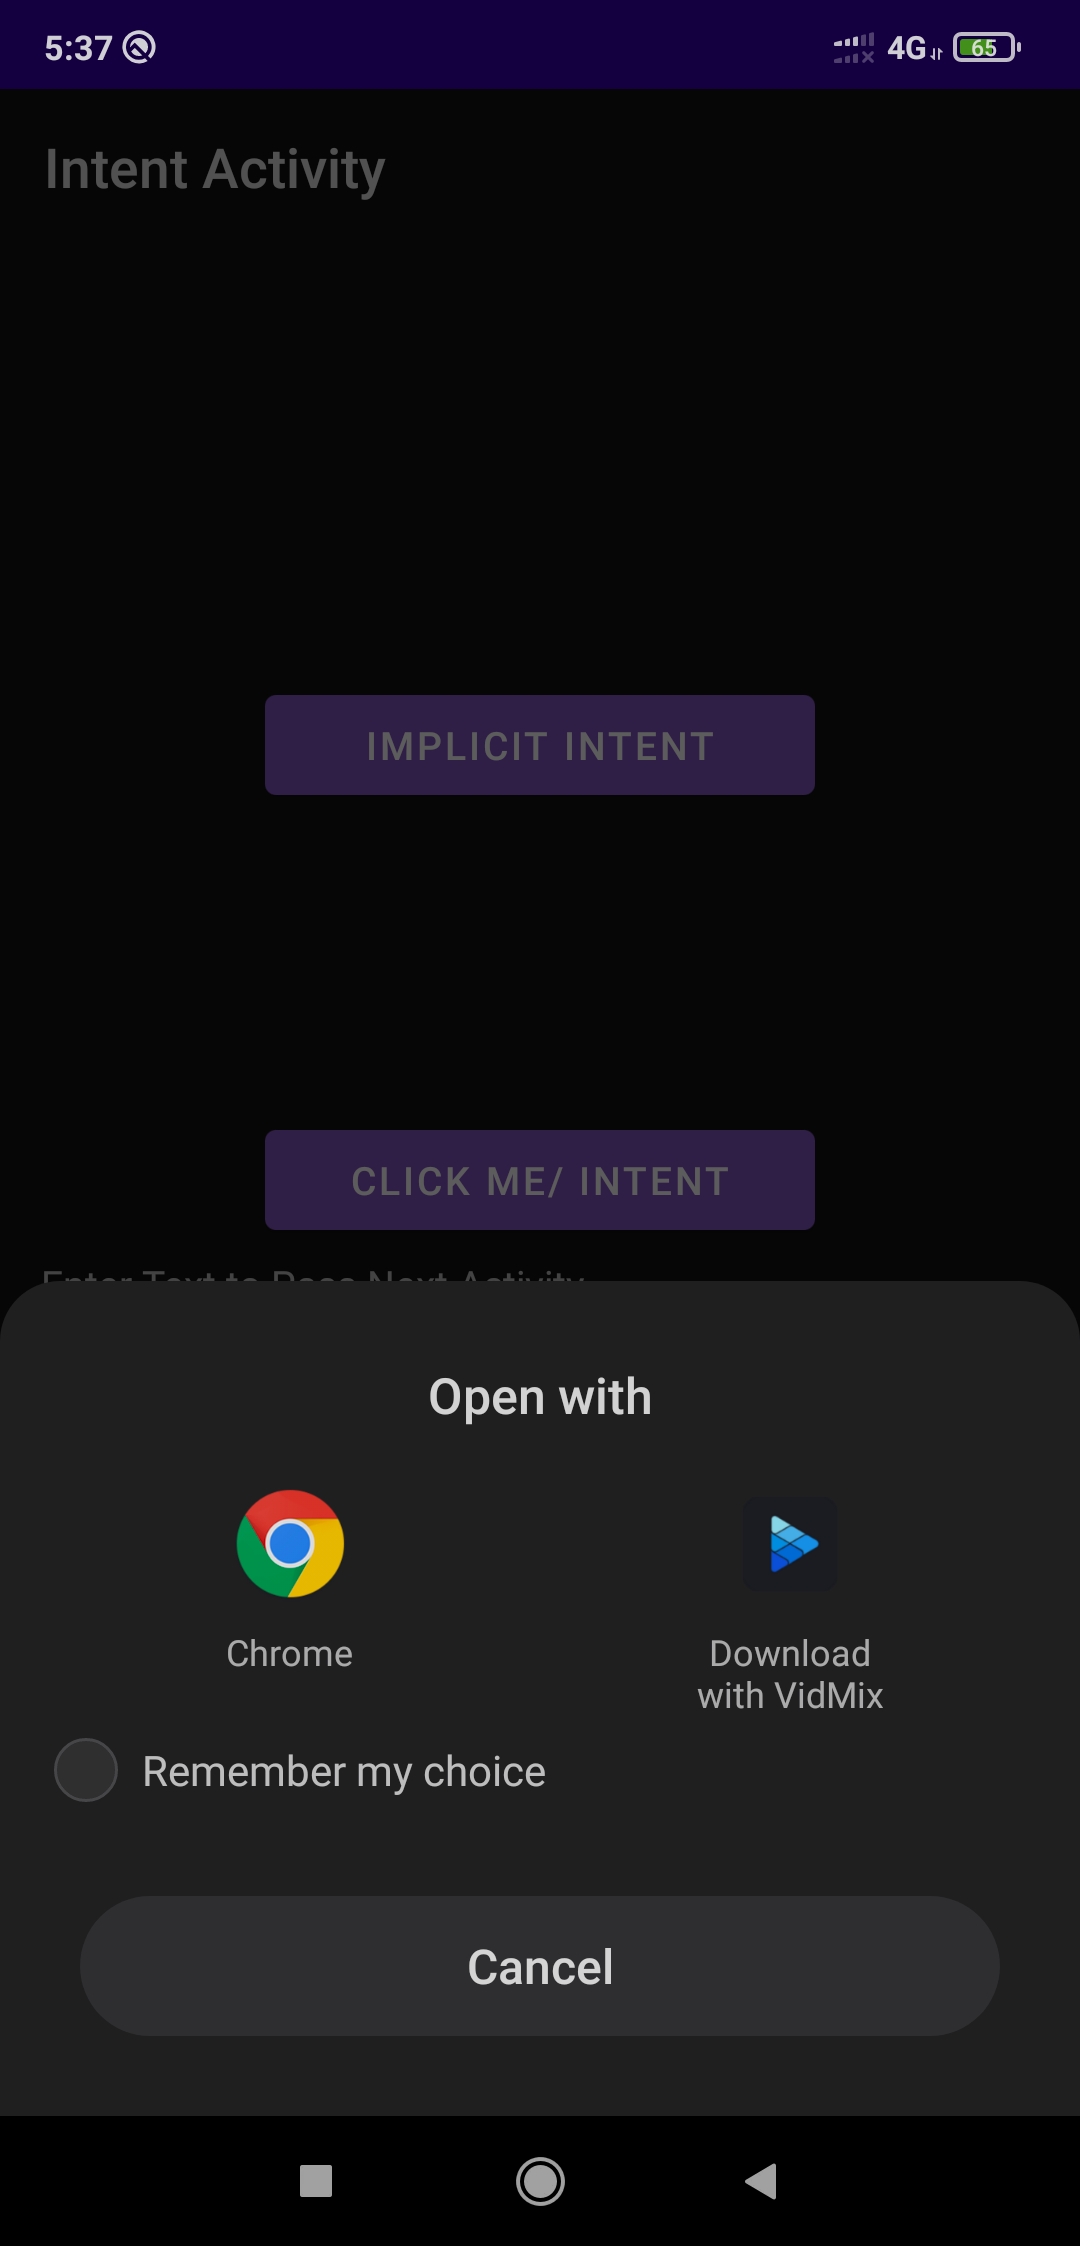 5:37 4G 65
Intent Activity
IMPLICIT INTENT
CLICK ME/ INTENT
Enter Text to Pass Next Activity
Open with
Chrome
Download
with VidMix
Remember my choice
Cancel